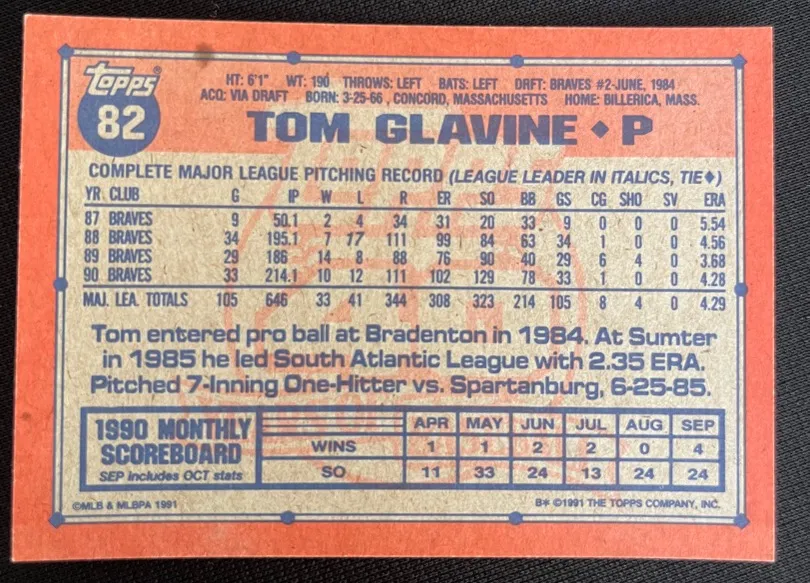 Topps
82
HT: 6'1" WT: 190 THROWS: LEFT BATS: LEFT DRFT: BRAVES #2-JUNE, 1984
ACQ: VIA DRAFT BORN: 3-25-66, CONCORD, MASSACHUSETTS HOME: BILLERICA, MASS.
TOM GLAVINE ♦ P
COMPLETE MAJOR LEAGUE PITCHING RECORD (LEAGUE LEADER IN ITALICS, TIE♦)
YR CLUB G IP W L R ER SO BB GS CG SHO SV ERA
87 BRAVES 9 50.1 2 4 34 31 20 33 9 0 0 0 5.54
88 BRAVES 34 195.1 7 17 111 99 84 63 34 1 0 0 4.56
89 BRAVES 29 186 14 8 88 76 90 40 29 6 4 0 3.68
90 BRAVES 33 214.1 10 12 111 102 129 78 33 1 0 0 4.28
MAJ. LEA. TOTALS 105 646 33 41 344 308 323 214 105 8 4 0 4.29
Tom entered pro ball at Bradenton in 1984. At Sumter
in 1985 he led South Atlantic League with 2.35 ERA.
Pitched 7-Inning One-Hitter vs. Spartanburg, 6-25-85.
1990 MONTHLY
SCOREBOARD
SEP includes OCT stats
APR MAY JUN JUL AUG SEP
WINS 1 1 2 2 0 4
SO 11 33 24 13 24 24
©MLB & MLBPA 1991
B* ©1991 THE TOPPS COMPANY, INC.